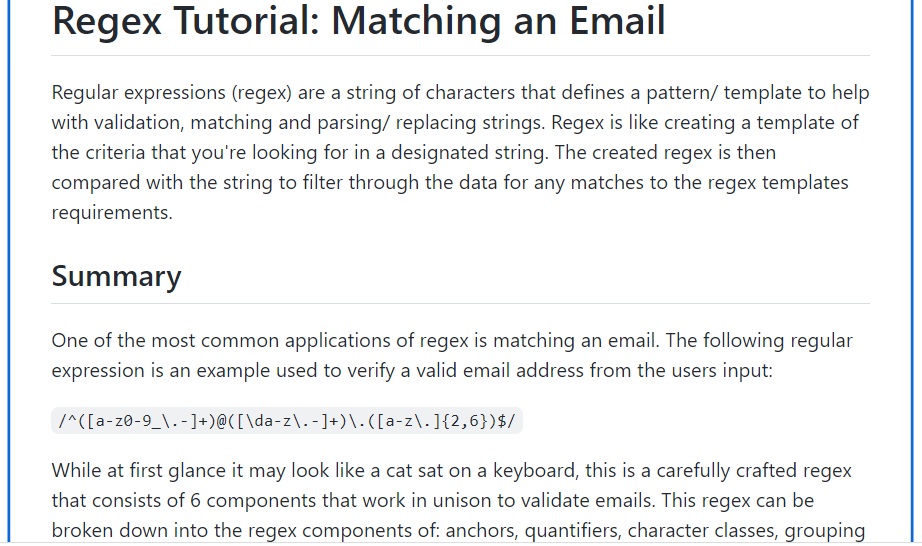 Regex Tutorial: Matching an Email
Regular expressions (regex) are a string of characters that defines a pattern/ template to help
with validation, matching and parsing/ replacing strings. Regex is like creating a template of
the criteria that you're looking for in a designated string. The created regex is then
compared with the string to filter through the data for any matches to the regex templates
requirements.
Summary
One of the most common applications of regex is matching an email. The following regular
expression is an example used to verify a valid email address from the users input:
/^([a-z0-9_\.-]+)@([\da-z\.-]+)\.([a-z\.]{2,6})$/
While at first glance it may look like a cat sat on a keyboard, this is a carefully crafted regex
that consists of 6 components that work in unison to validate emails. This regex can be
broken down into the regex components of: anchors, quantifiers, character classes, grouping